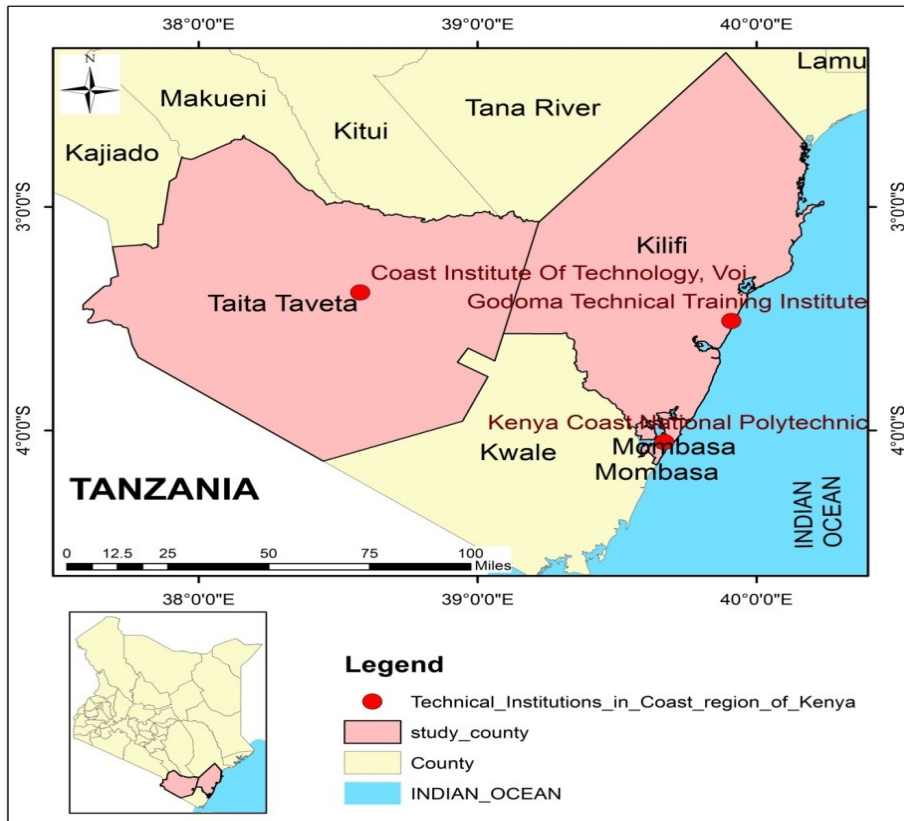 38°0'0"E 39°0'0"E 40°0'0"E
Lamu
Makueni
Tana River
Kitui
Kajiado
3°0'0"S 3°0'0"S
Kilifi
Coast Institute Of Technology, Voi
Taita Taveta
Godoma Technical Training Institute
Kenya Coast National Polytechnic
4°0'0"S 4°0'0"S
Kwale
Mombasa
Mombasa
TANZANIA
INDIAN
OCEAN
0 12.5 25 50 75 100
Miles
38°0'0"E 39°0'0"E 40°0'0"E
Legend
Technical_Institutions_in_Coast_region_of_Kenya
study_county
County
INDIAN_OCEAN